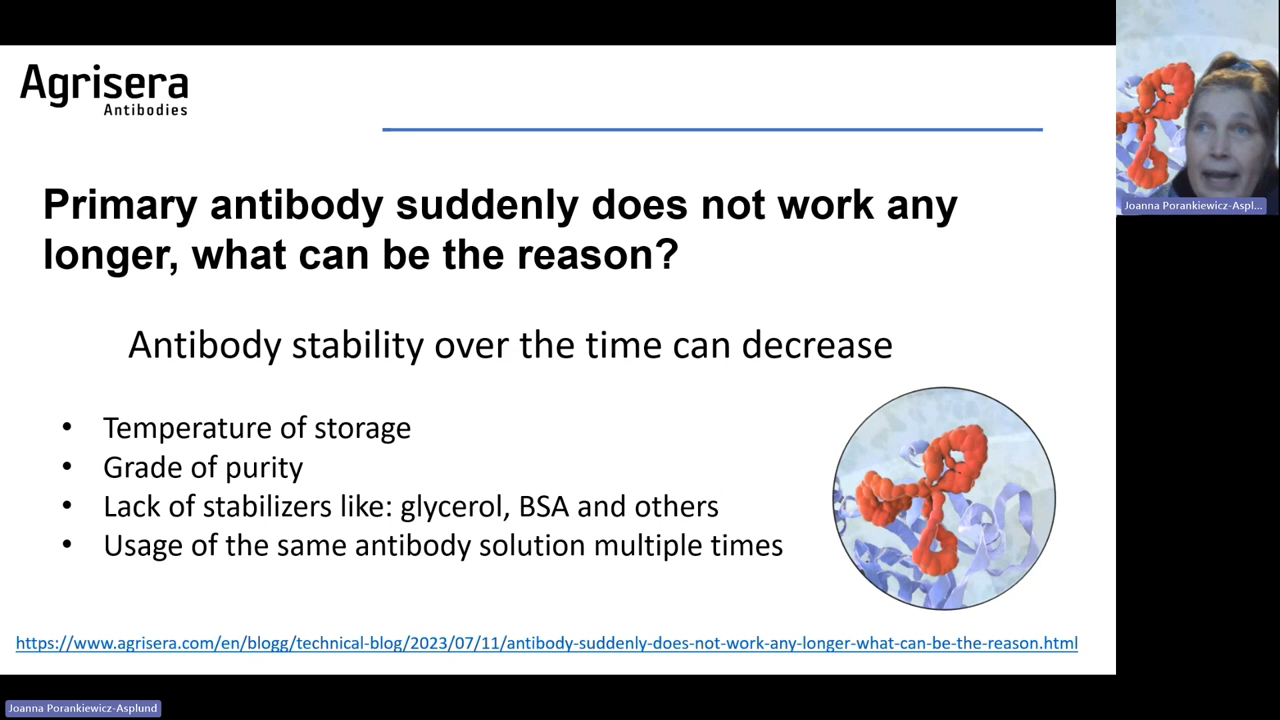 Agrisera
Antibodies
Primary antibody suddenly does not work any
longer, what can be the reason?
Antibody stability over the time can decrease
• Temperature of storage
• Grade of purity
• Lack of stabilizers like: glycerol, BSA and others
• Usage of the same antibody solution multiple times
https://www.agrisera.com/en/blogg/technical-blog/2023/07/11/antibody-suddenly-does-not-work-any-longer-what-can-be-the-reason.html
Joanna Porankiewicz-Aspl...
Joanna Porankiewicz-Asplund